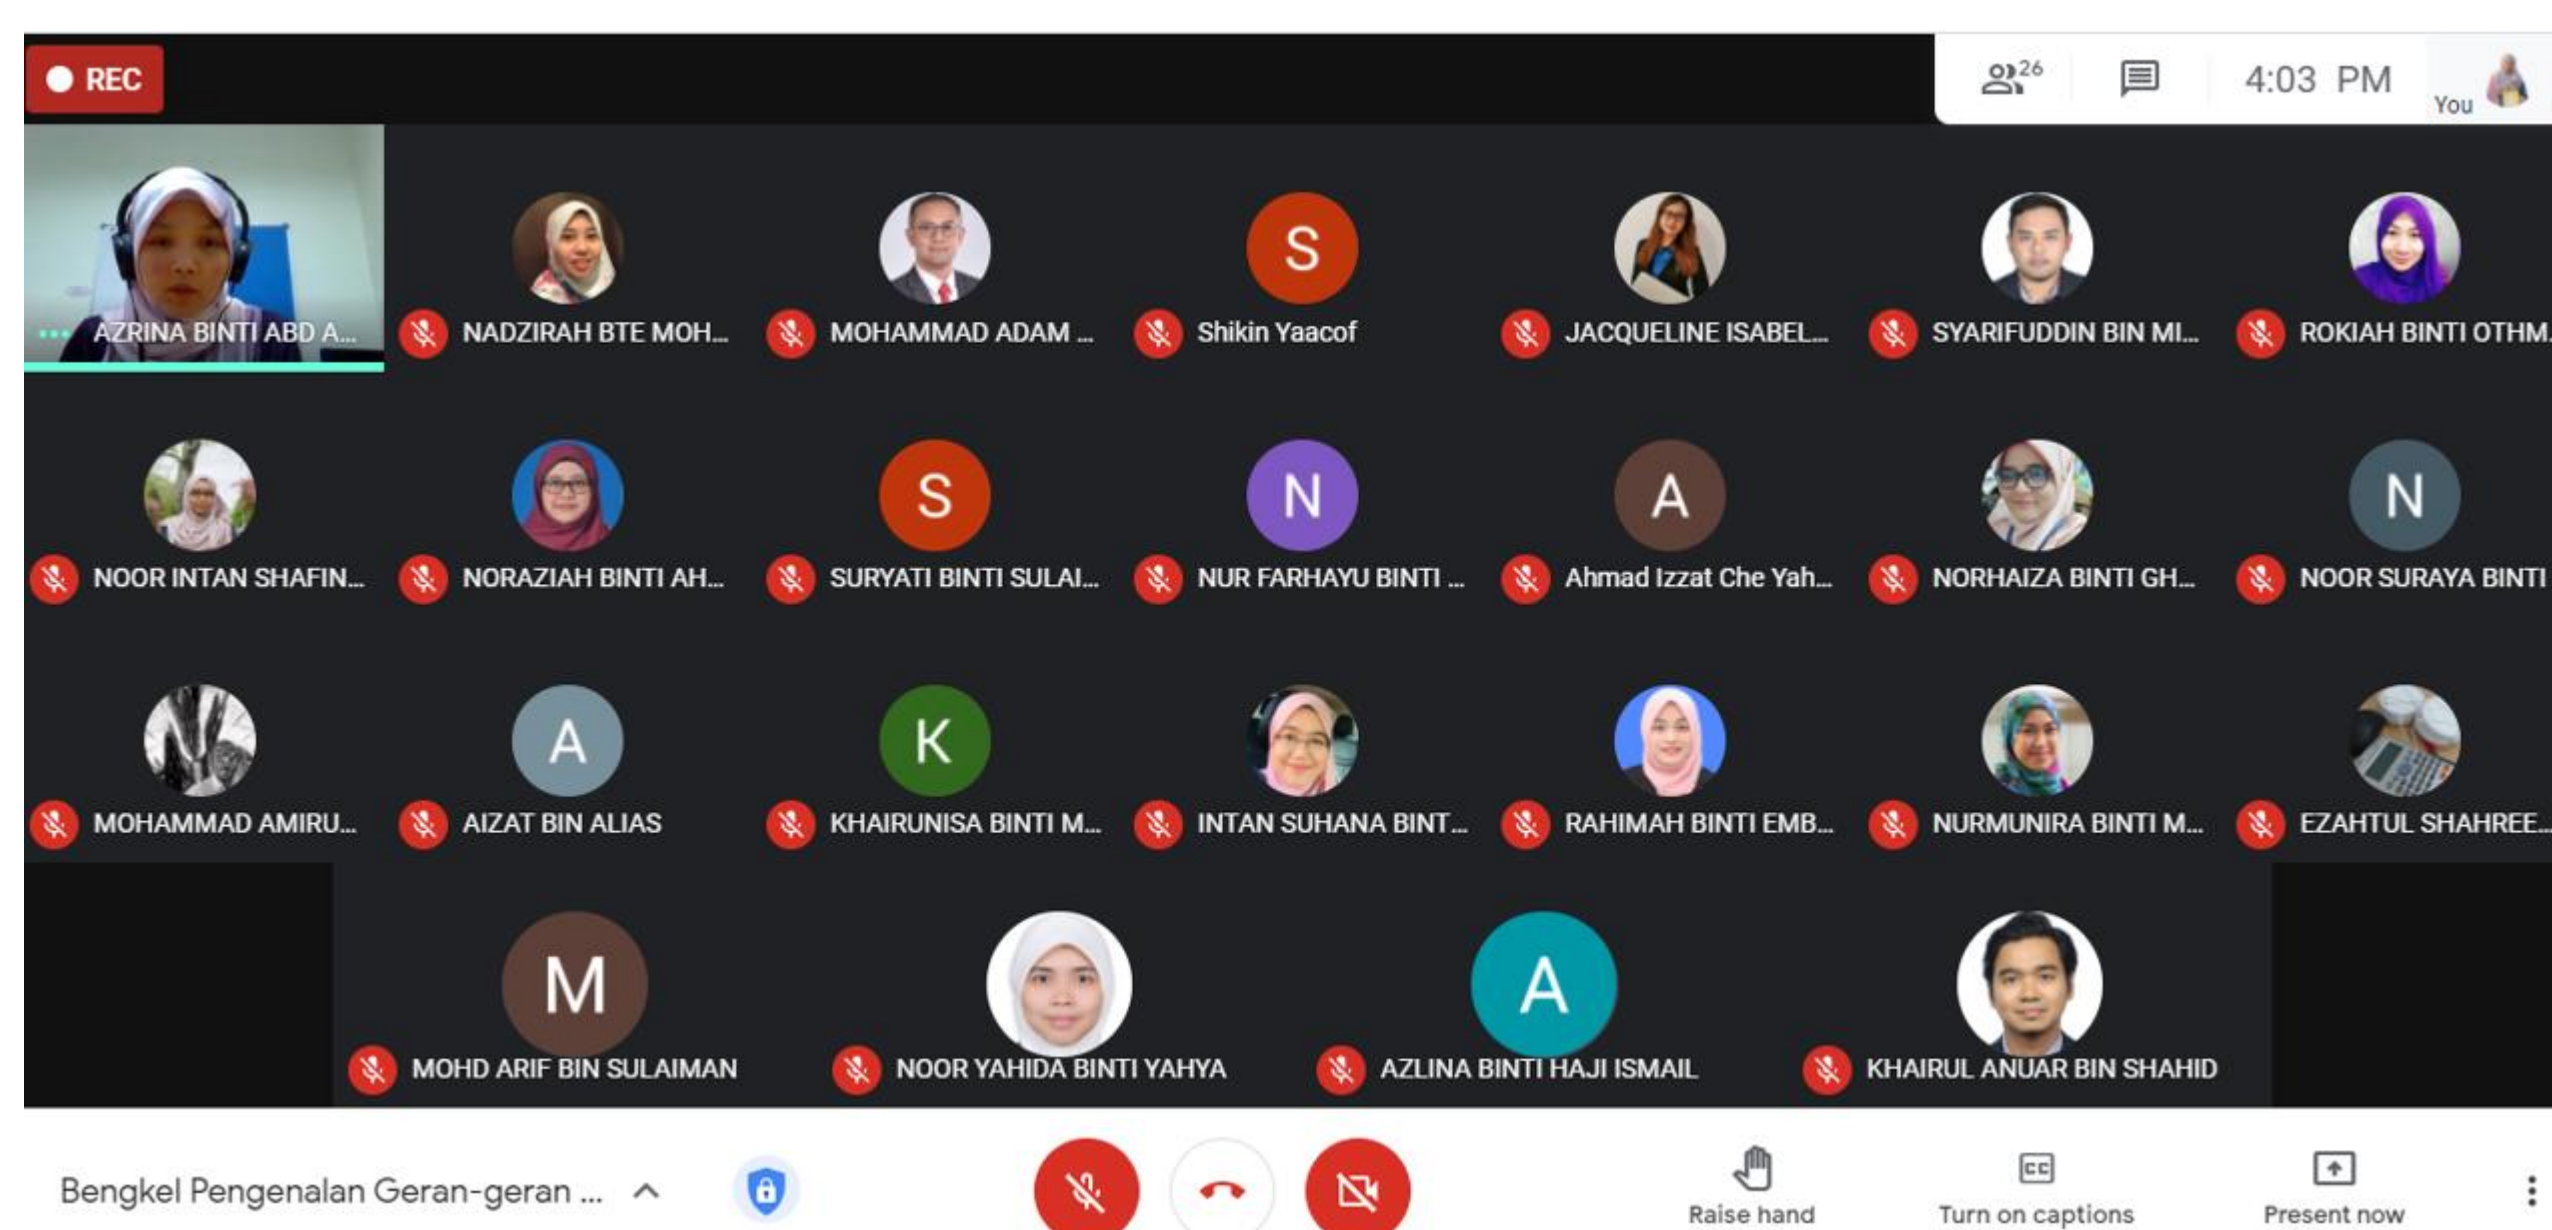 REC
26
4:03 PM
You
AZRINA BINTI ABD A...
NADZIRAH BTE MOH...
MOHAMMAD ADAM ...
S
Shikin Yaacof
JACQUELINE ISABEL...
SYARIFUDDIN BIN MI...
ROKIAH BINTI OTHM.
NOOR INTAN SHAFIN...
NORAZIAH BINTI AH...
S
SURYATI BINTI SULAI...
N
NUR FARHAYU BINTI ...
A
Ahmad Izzat Che Yah...
NORHAIZA BINTI GH...
N
NOOR SURAYA BINTI
MOHAMMAD AMIRU...
A
AIZAT BIN ALIAS
K
KHAIRUNISA BINTI M...
INTAN SUHANA BINT...
RAHIMAH BINTI EMB...
NURMUNIRA BINTI M...
EZAHTUL SHAHREE...
M
MOHD ARIF BIN SULAIMAN
NOOR YAHIDA BINTI YAHYA
A
AZLINA BINTI HAJI ISMAIL
KHAIRUL ANUAR BIN SHAHID
Bengkel Pengenalan Geran-geran ...
Raise hand
CC
Turn on captions
Present now